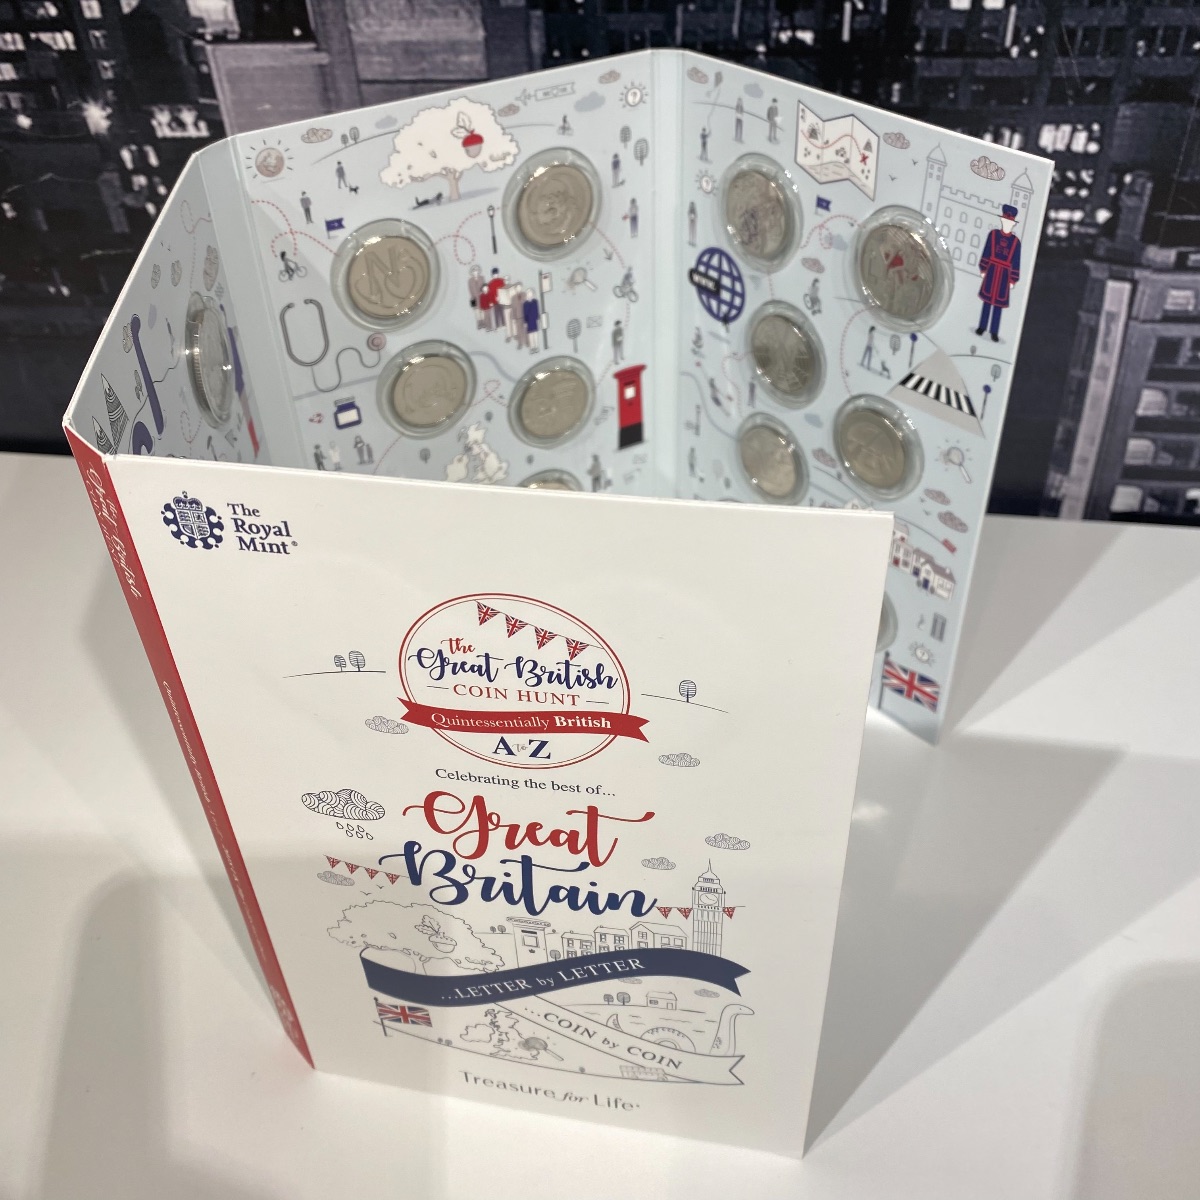 The
Royal
Mint®
the
Great British
COIN HUNT
Quintessentially British
A to Z
Celebrating the best of...
Great
Britain
...LETTER by LETTER
...COIN by COIN
Treasure for Life
WWW